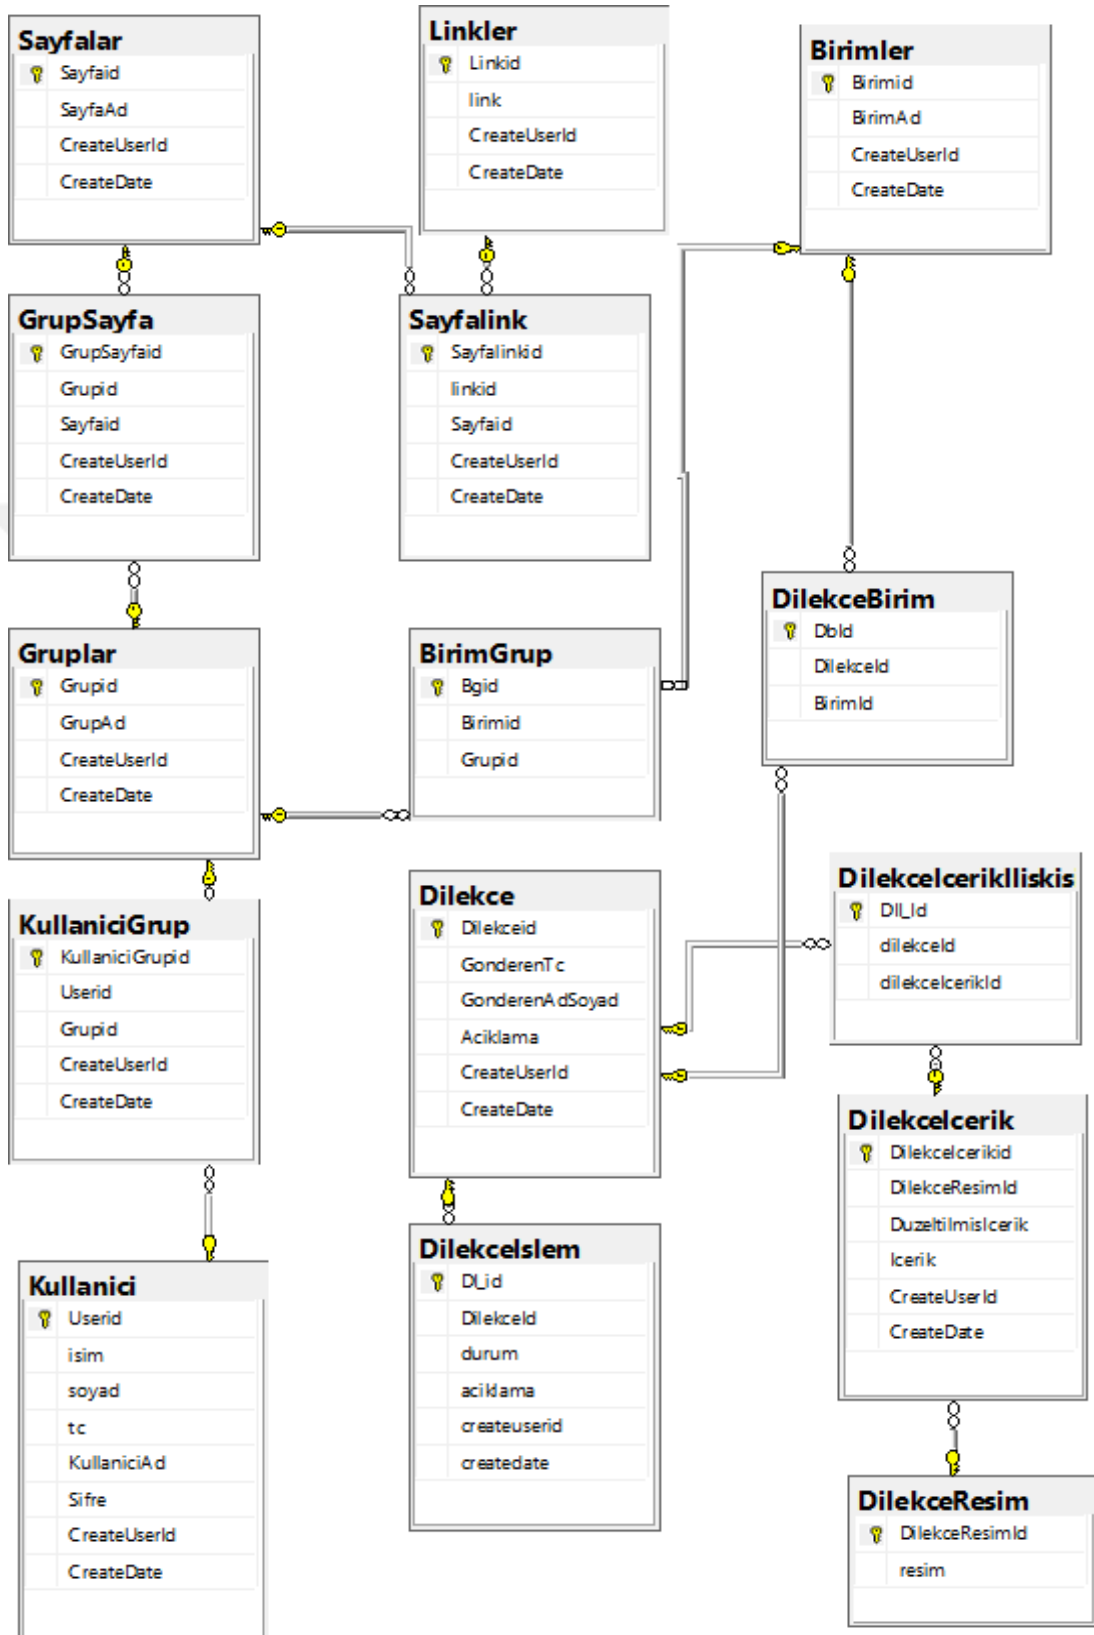 Sayfalar
Sayfaid
SayfaAd
CreateUserId
CreateDate
Linkler
Linkid
link
CreateUserId
CreateDate
Birimler
Birimid
BirimAd
CreateUserId
CreateDate
GrupSayfa
GrupSayfaid
Grupid
Sayfaid
CreateUserId
CreateDate
Sayfalink
Sayfalinkid
linkid
Sayfaid
CreateUserId
CreateDate
DilekceBirim
DbId
DilekceId
BirimId
Gruplar
Grupid
GrupAd
CreateUserId
CreateDate
BirimGrup
Bgid
Birimid
Grupid
KullaniciGrup
KullaniciGrupid
Userid
Grupid
CreateUserId
CreateDate
Dilekce
Dilekceid
GonderenTc
GonderenAdSoyad
Aciklama
CreateUserId
CreateDate
DilekceIcerikIliskis
DII_Id
dilekceId
dilekceIcerikId
DilekceIcerik
DilekceIcerikid
DilekceResimId
DuzeltilmisIcerik
Icerik
CreateUserId
CreateDate
Kullanici
Userid
isim
soyad
tc
KullaniciAd
Sifre
CreateUserId
CreateDate
DilekceIslem
DI_id
DilekceId
durum
aciklama
createuserid
createdate
DilekceResim
DilekceResimId
resim